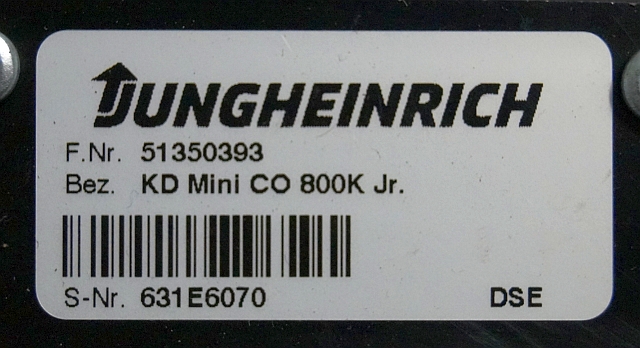 JUNGHEINRICH
F.Nr. 51350393
Bez. KD Mini CO 800K Jr.
S-Nr. 631E6070 DSE